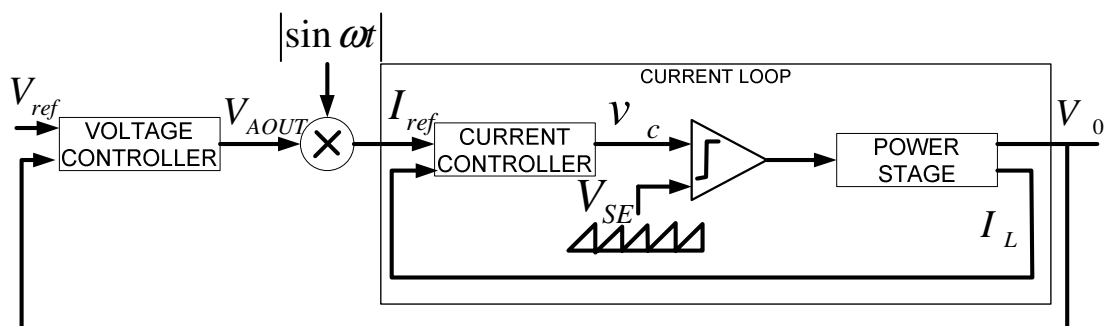 |sin ωt|
CURRENT LOOP
V_ref
VOLTAGE
CONTROLLER
V_AOUT
I_ref
CURRENT
CONTROLLER
v_c
V_SE
POWER
STAGE
V_0
I_L